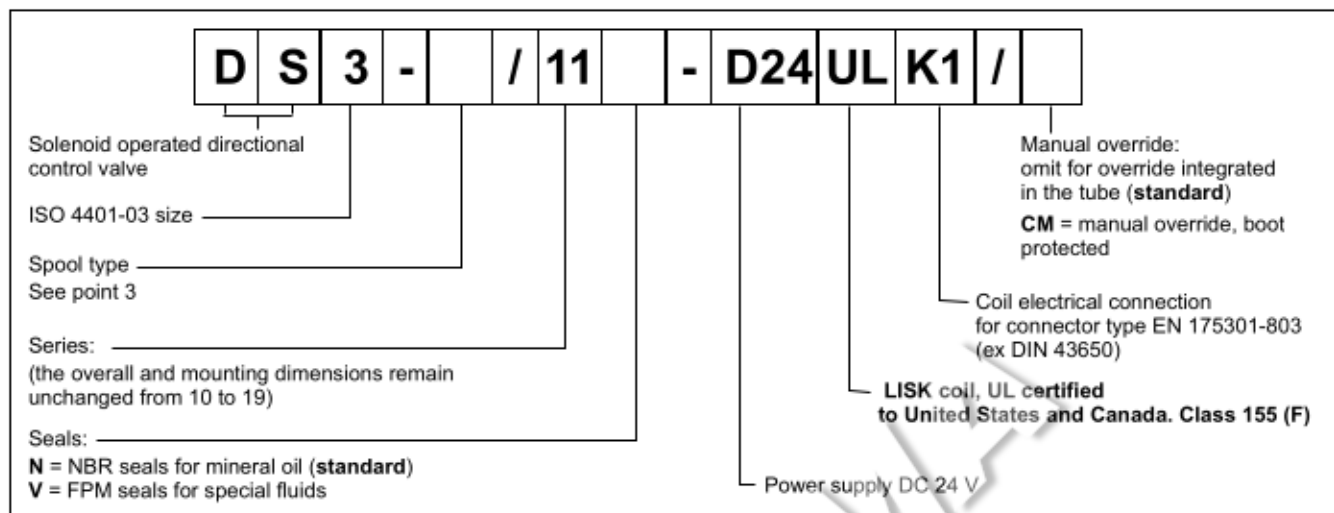 D S 3 - / 11 - D24 UL K1 /
Solenoid operated directional
control valve
ISO 4401-03 size
Spool type
See point 3
Series:
(the overall and mounting dimensions remain
unchanged from 10 to 19)
Seals:
N = NBR seals for mineral oil (standard)
V = FPM seals for special fluids
Manual override:
omit for override integrated
in the tube (standard)
CM = manual override, boot
protected
Coil electrical connection
for connector type EN 175301-803
(ex DIN 43650)
LISK coil, UL certified
to United States and Canada. Class 155 (F)
Power supply DC 24 V